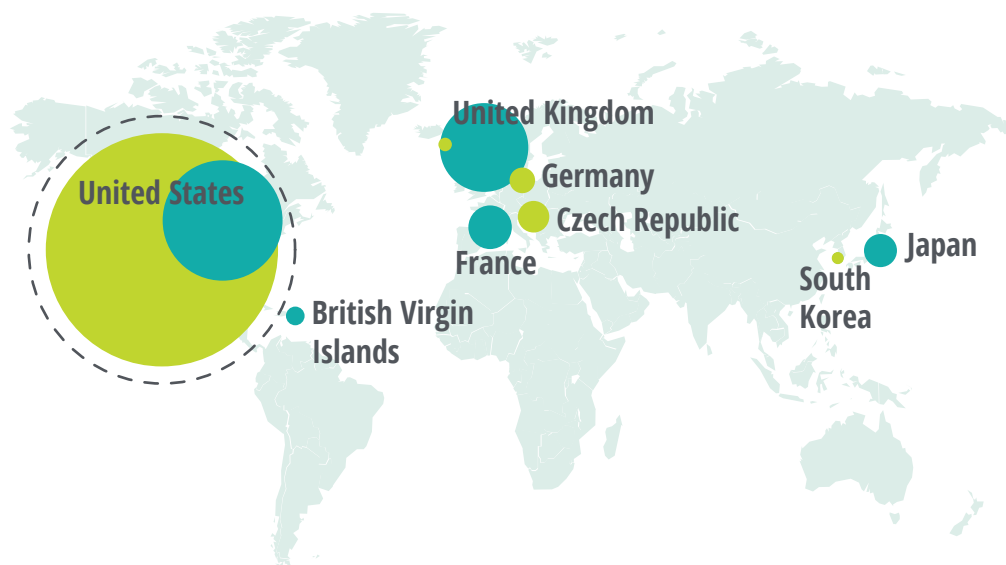 United Kingdom
United States
Germany
Czech Republic
France
Japan
South
Korea
British Virgin
Islands